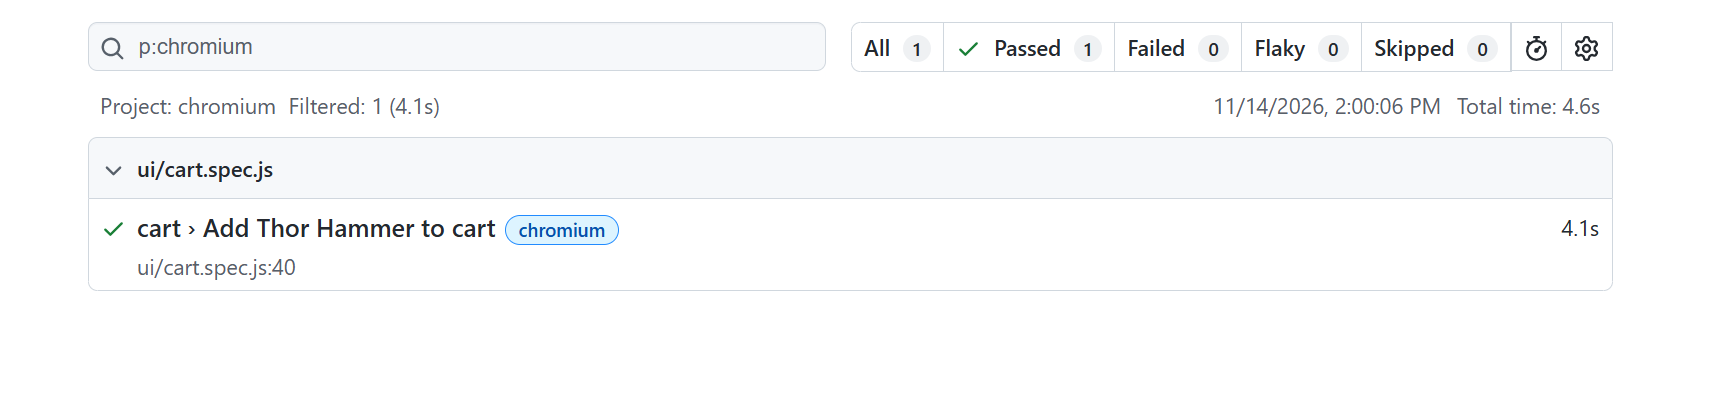 p:chromium
All 1 Passed 1 Failed 0 Flaky 0 Skipped 0
Project: chromium Filtered: 1 (4.1s) 11/14/2026, 2:00:06 PM Total time: 4.6s
ui/cart.spec.js
cart › Add Thor Hammer to cart chromium 4.1s
ui/cart.spec.js:40